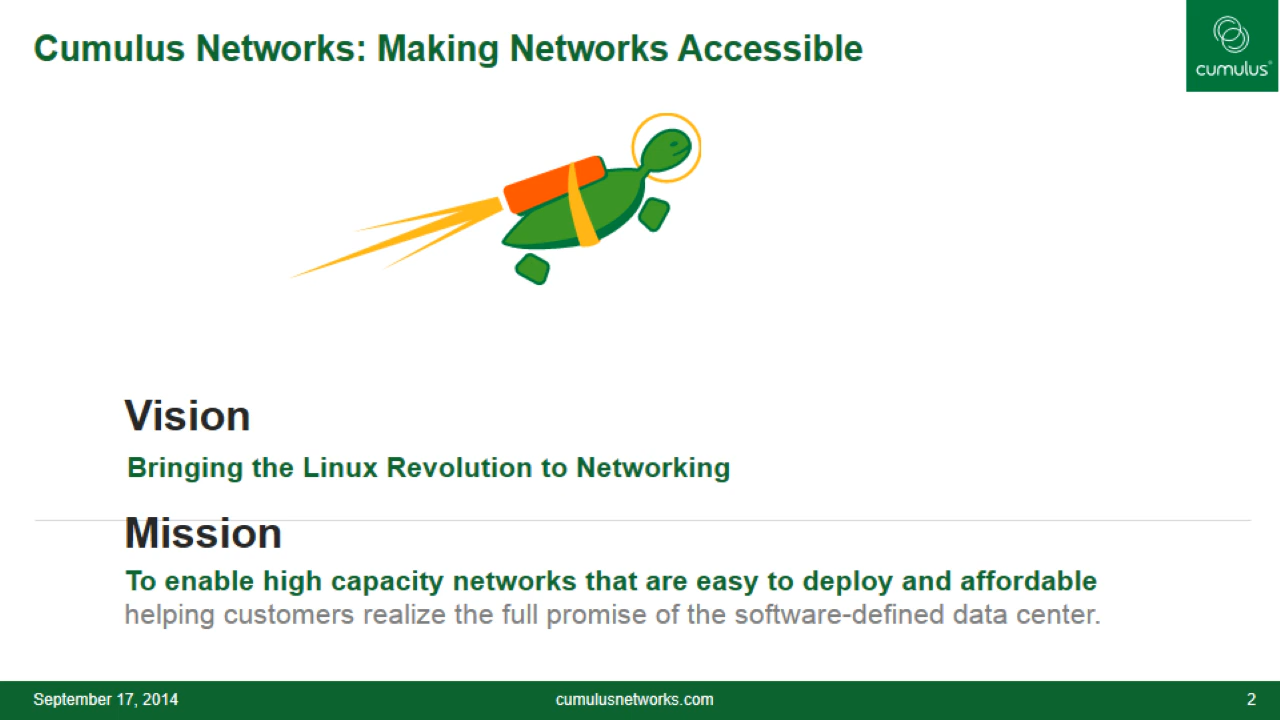 Cumulus Networks: Making Networks Accessible
cumulus®
Vision
Bringing the Linux Revolution to Networking
Mission
To enable high capacity networks that are easy to deploy and affordable
helping customers realize the full promise of the software-defined data center.
September 17, 2014
cumulusnetworks.com
2